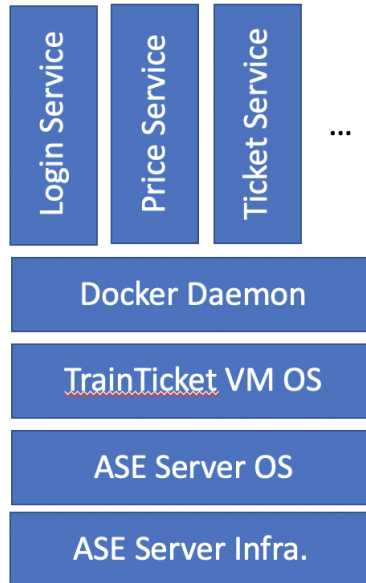 Login Service
Price Service
Ticket Service
...
Docker Daemon
TrainTicket VM OS
ASE Server OS
ASE Server Infra.